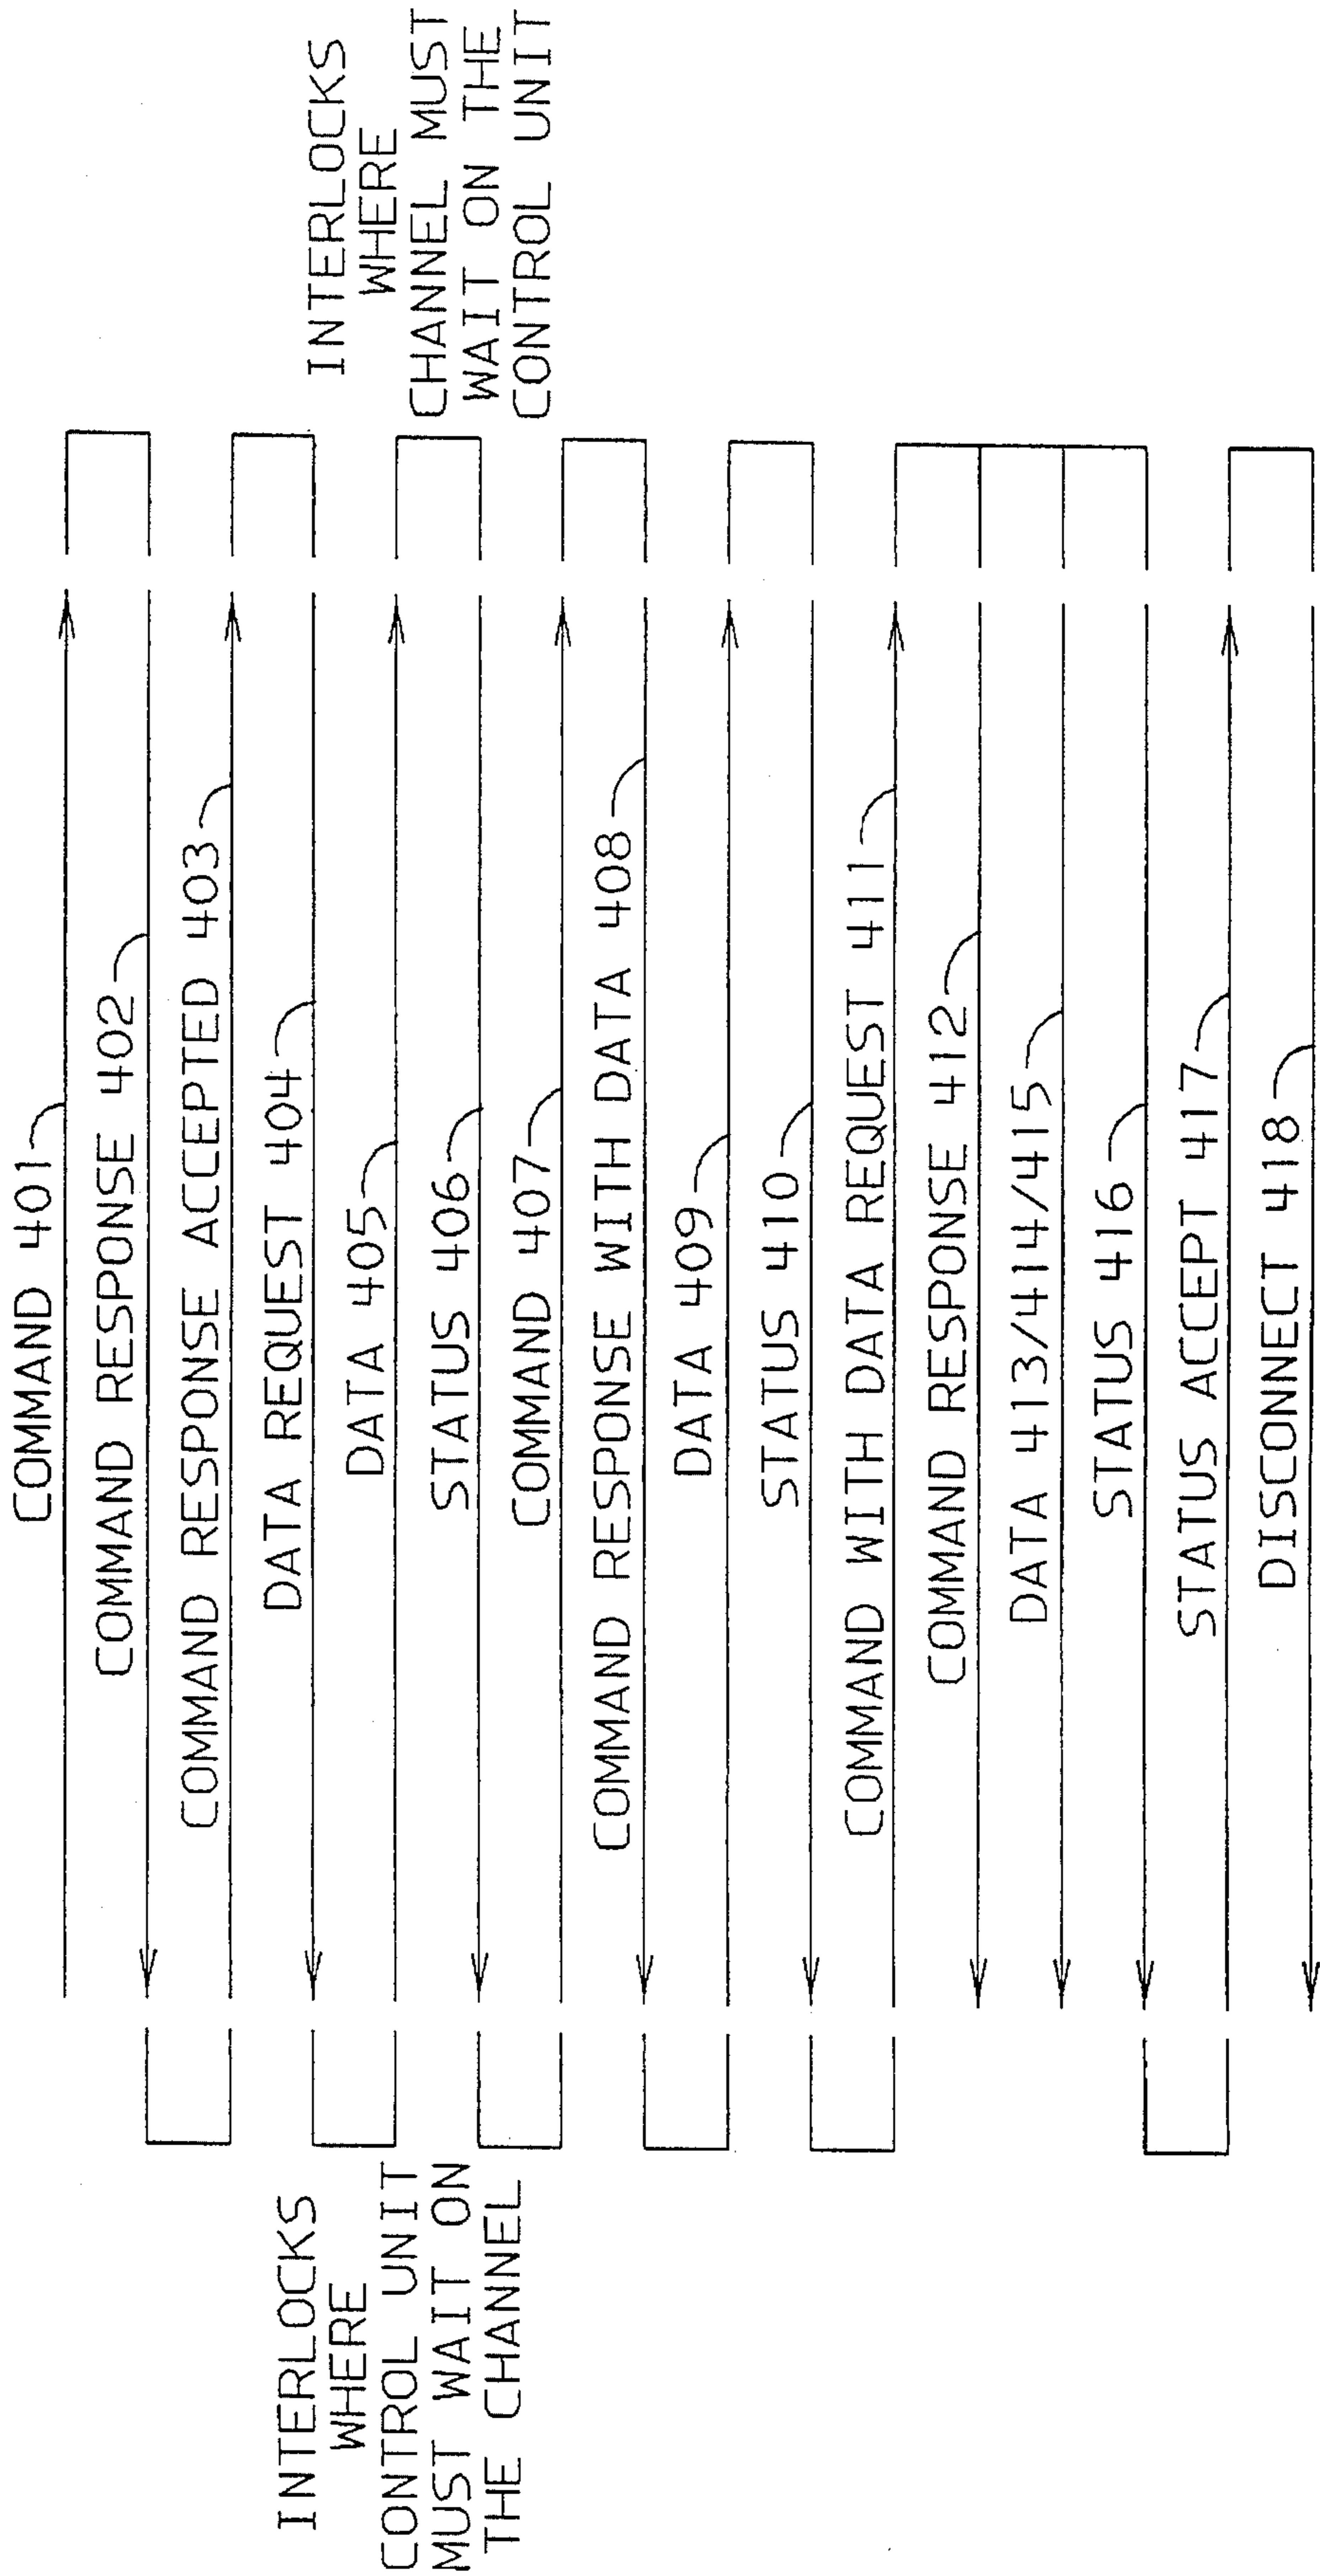 COMMAND 401
COMMAND RESPONSE 402
COMMAND RESPONSE ACCEPTED 403
DATA REQUEST 404
DATA 405
STATUS 406
COMMAND 407
COMMAND RESPONSE WITH DATA 408
DATA 409
STATUS 410
COMMAND WITH DATA REQUEST 411
COMMAND RESPONSE 412
DATA 413/414/415
STATUS 416
STATUS ACCEPT 417
DISCONNECT 418
INTERLOCKS
WHERE
CONTROL UNIT
MUST WAIT ON
THE CHANNEL
INTERLOCKS
WHERE
CHANNEL MUST
WAIT ON THE
CONTROL UNIT